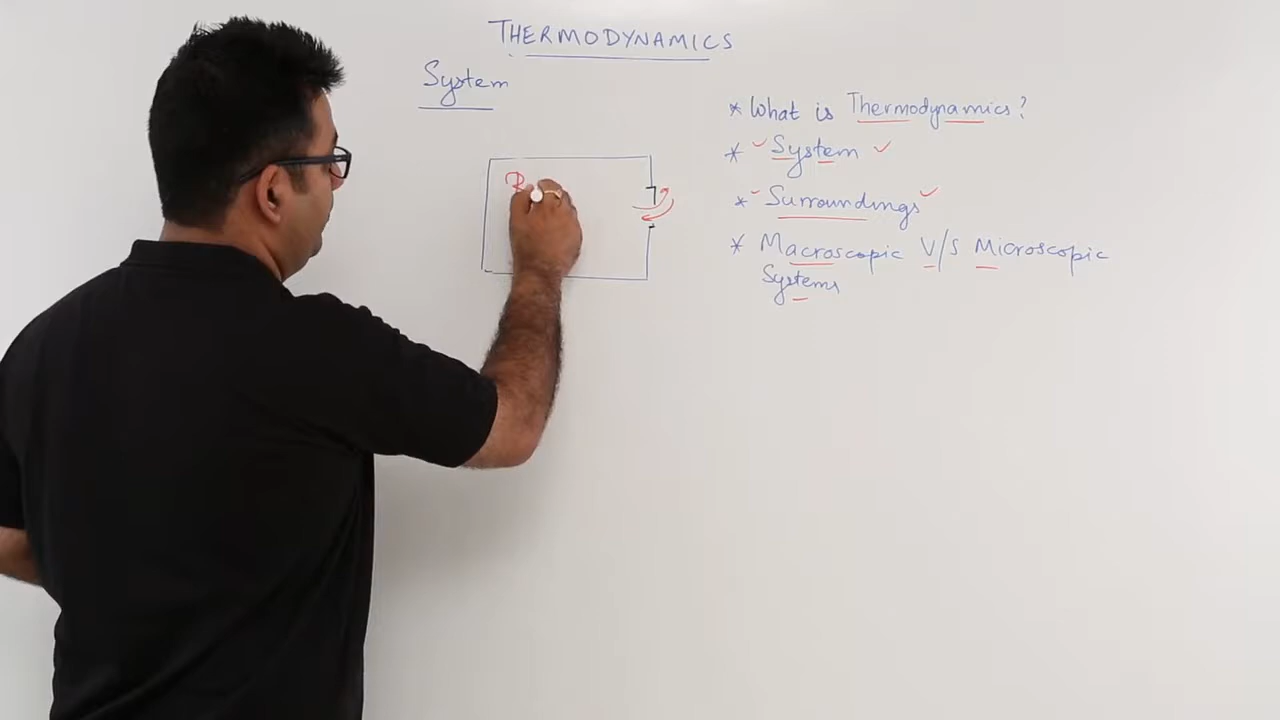 THERMODYNAMICS
System
* What is Thermodynamics?
* System
* Surroundings
* Macroscopic V/s Microscopic
Systems
R